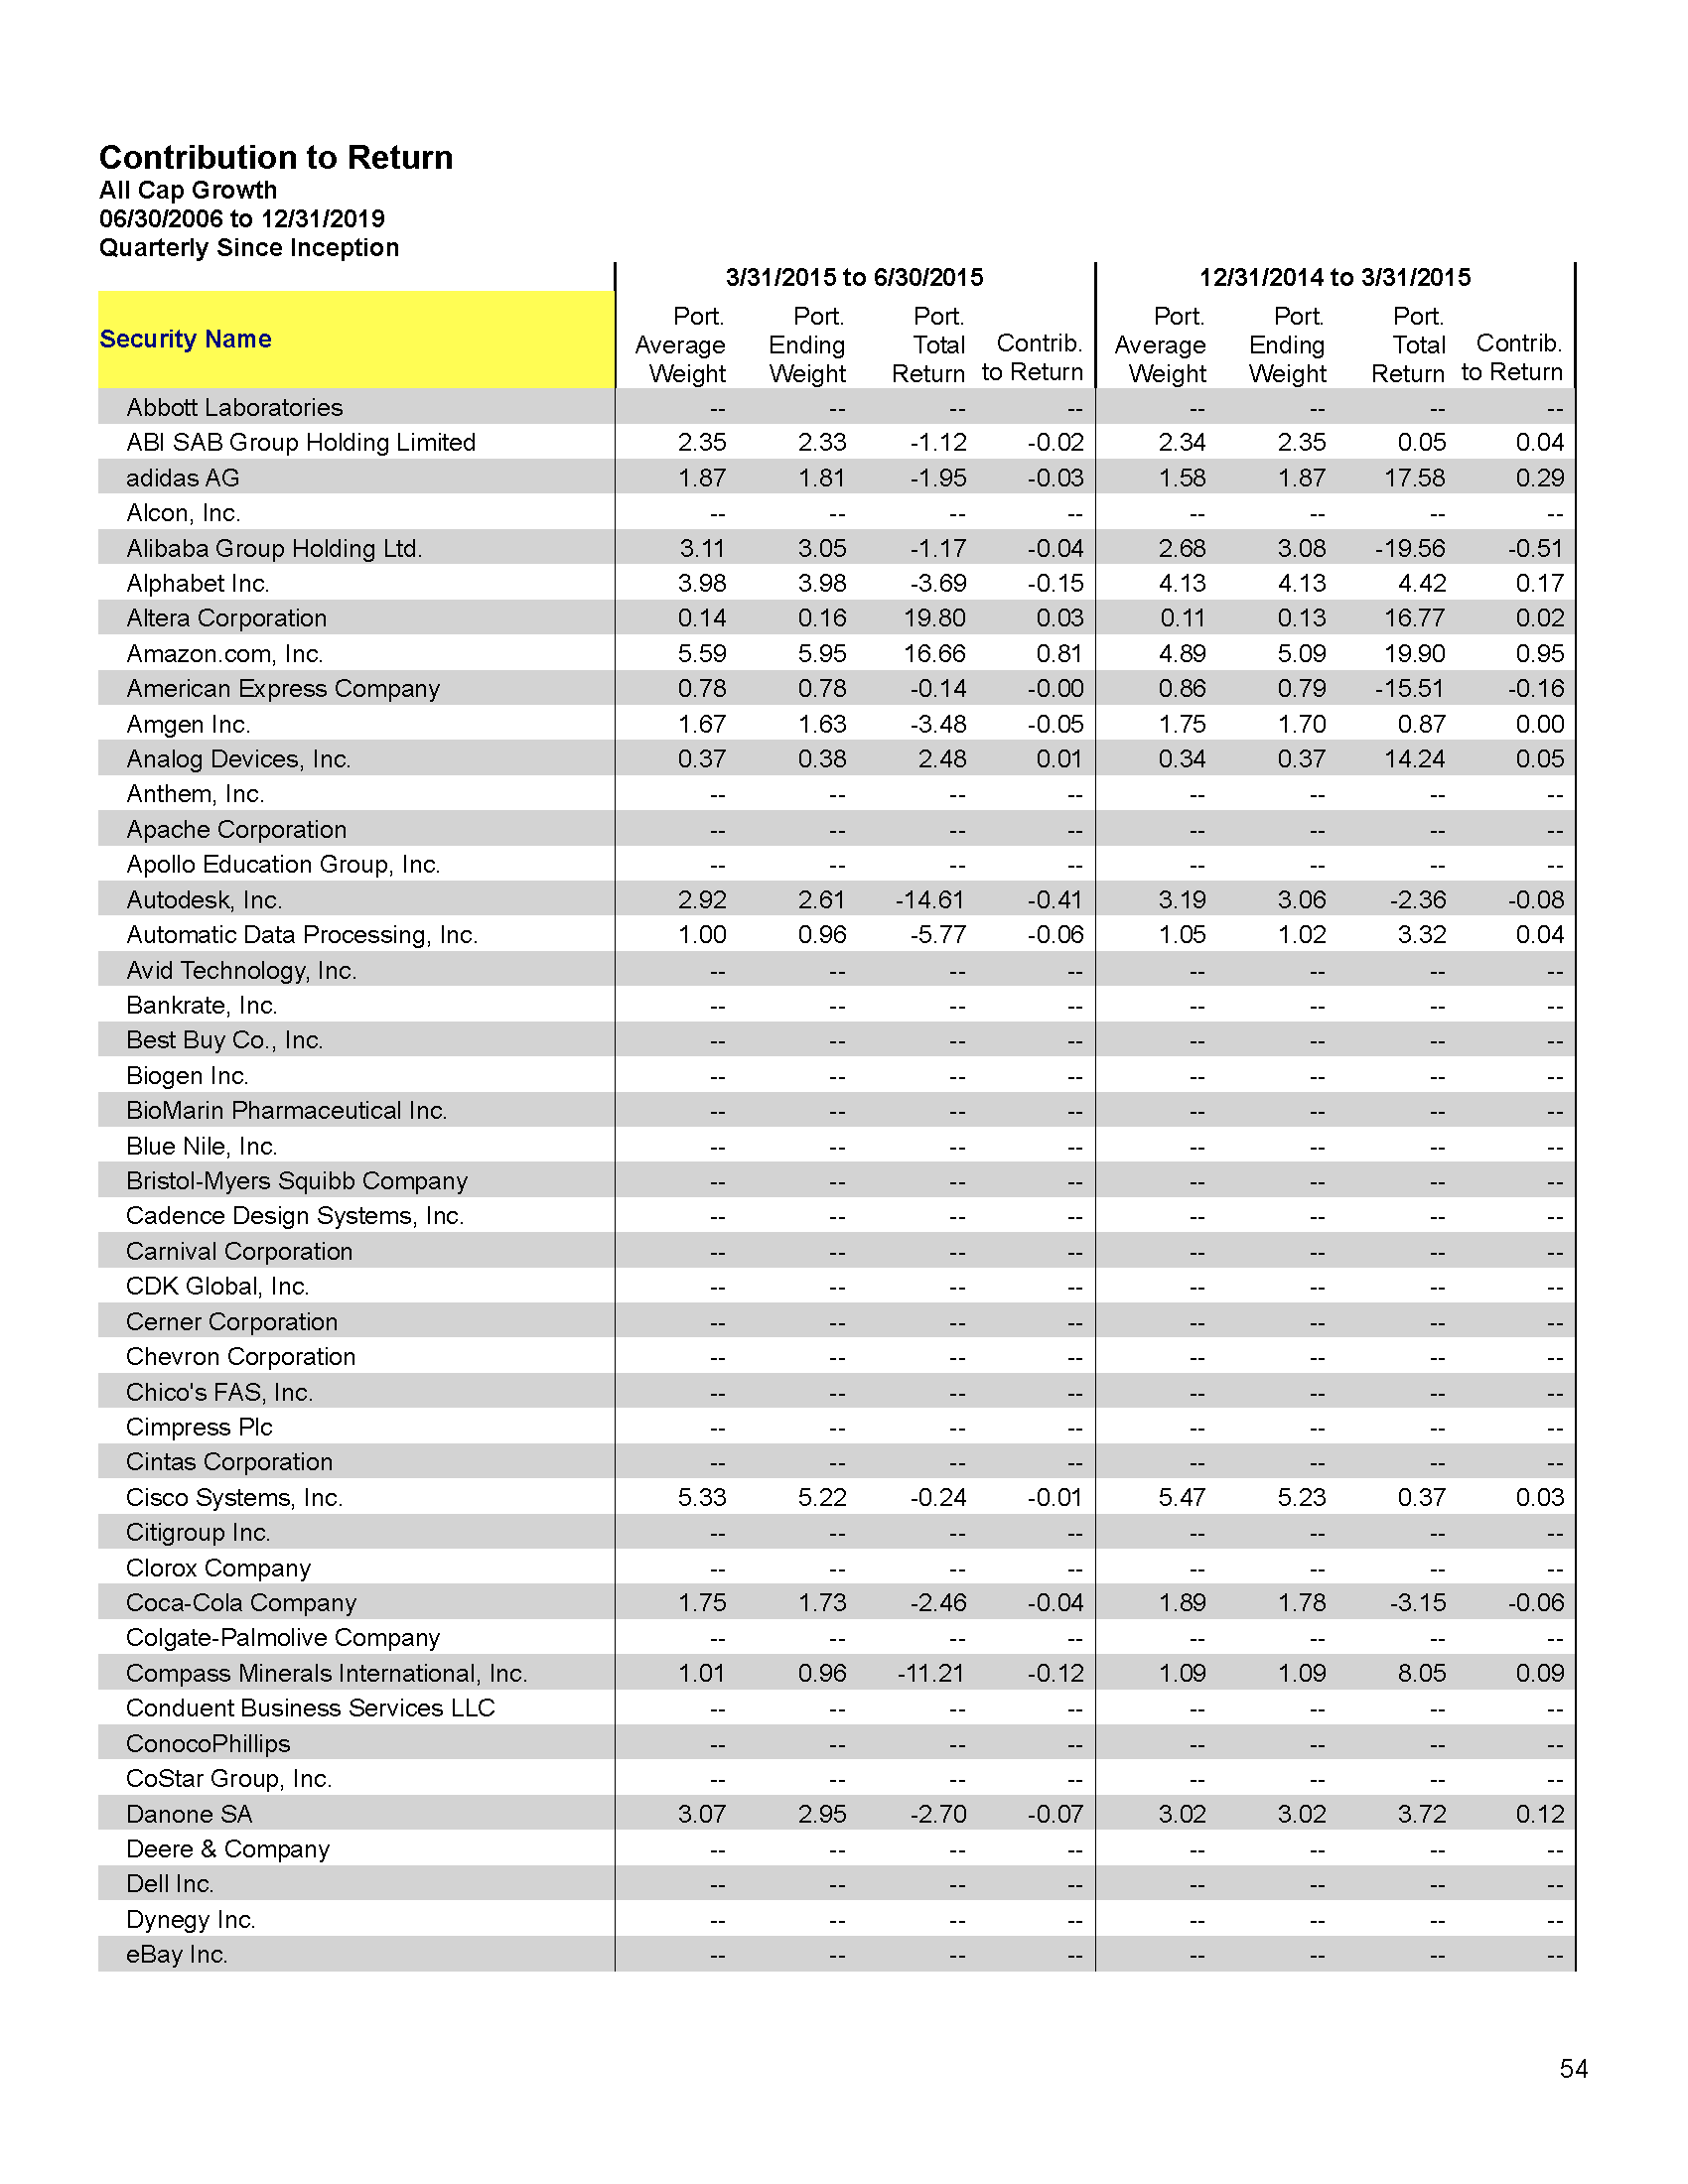 Contribution to Return
All Cap Growth
06/30/2006 to 12/31/2019
Quarterly Since Inception
3/31/2015 to 6/30/2015 12/31/2014 to 3/31/2015
Security Name
Port. Port. Port. Port. Port. Port.
Average Ending Total Contrib. Average Ending Total Contrib.
Weight Weight Return to Return Weight Weight Return to Return
Abbott Laboratories -- -- -- -- -- -- -- --
ABI SAB Group Holding Limited 2.35 2.33 -1.12 -0.02 2.34 2.35 0.05 0.04
adidas AG 1.87 1.81 -1.95 -0.03 1.58 1.87 17.58 0.29
Alcon, Inc. -- -- -- -- -- -- -- --
Alibaba Group Holding Ltd. 3.11 3.05 -1.17 -0.04 2.68 3.08 -19.56 -0.51
Alphabet Inc. 3.98 3.98 -3.69 -0.15 4.13 4.13 4.42 0.17
Altera Corporation 0.14 0.16 19.80 0.03 0.11 0.13 16.77 0.02
Amazon.com, Inc. 5.59 5.95 16.66 0.81 4.89 5.09 19.90 0.95
American Express Company 0.78 0.78 -0.14 -0.00 0.86 0.79 -15.51 -0.16
Amgen Inc. 1.67 1.63 -3.48 -0.05 1.75 1.70 0.87 0.00
Analog Devices, Inc. 0.37 0.38 2.48 0.01 0.34 0.37 14.24 0.05
Anthem, Inc. -- -- -- -- -- -- -- --
Apache Corporation -- -- -- -- -- -- -- --
Apollo Education Group, Inc. -- -- -- -- -- -- -- --
Autodesk, Inc. 2.92 2.61 -14.61 -0.41 3.19 3.06 -2.36 -0.08
Automatic Data Processing, Inc. 1.00 0.96 -5.77 -0.06 1.05 1.02 3.32 0.04
Avid Technology, Inc. -- -- -- -- -- -- -- --
Bankrate, Inc. -- -- -- -- -- -- -- --
Best Buy Co., Inc. -- -- -- -- -- -- -- --
Biogen Inc. -- -- -- -- -- -- -- --
BioMarin Pharmaceutical Inc. -- -- -- -- -- -- -- --
Blue Nile, Inc. -- -- -- -- -- -- -- --
Bristol-Myers Squibb Company -- -- -- -- -- -- -- --
Cadence Design Systems, Inc. -- -- -- -- -- -- -- --
Carnival Corporation -- -- -- -- -- -- -- --
CDK Global, Inc. -- -- -- -- -- -- -- --
Cerner Corporation -- -- -- -- -- -- -- --
Chevron Corporation -- -- -- -- -- -- -- --
Chico's FAS, Inc. -- -- -- -- -- -- -- --
Cimpress Plc -- -- -- -- -- -- -- --
Cintas Corporation -- -- -- -- -- -- -- --
Cisco Systems, Inc. 5.33 5.22 -0.24 -0.01 5.47 5.23 0.37 0.03
Citigroup Inc. -- -- -- -- -- -- -- --
Clorox Company -- -- -- -- -- -- -- --
Coca-Cola Company 1.75 1.73 -2.46 -0.04 1.89 1.78 -3.15 -0.06
Colgate-Palmolive Company -- -- -- -- -- -- -- --
Compass Minerals International, Inc. 1.01 0.96 -11.21 -0.12 1.09 1.09 8.05 0.09
Conduent Business Services LLC -- -- -- -- -- -- -- --
ConocoPhillips -- -- -- -- -- -- -- --
CoStar Group, Inc. -- -- -- -- -- -- -- --
Danone SA 3.07 2.95 -2.70 -0.07 3.02 3.02 3.72 0.12
Deere & Company -- -- -- -- -- -- -- --
Dell Inc. -- -- -- -- -- -- -- --
Dynegy Inc. -- -- -- -- -- -- -- --
eBay Inc. -- -- -- -- -- -- -- --
54